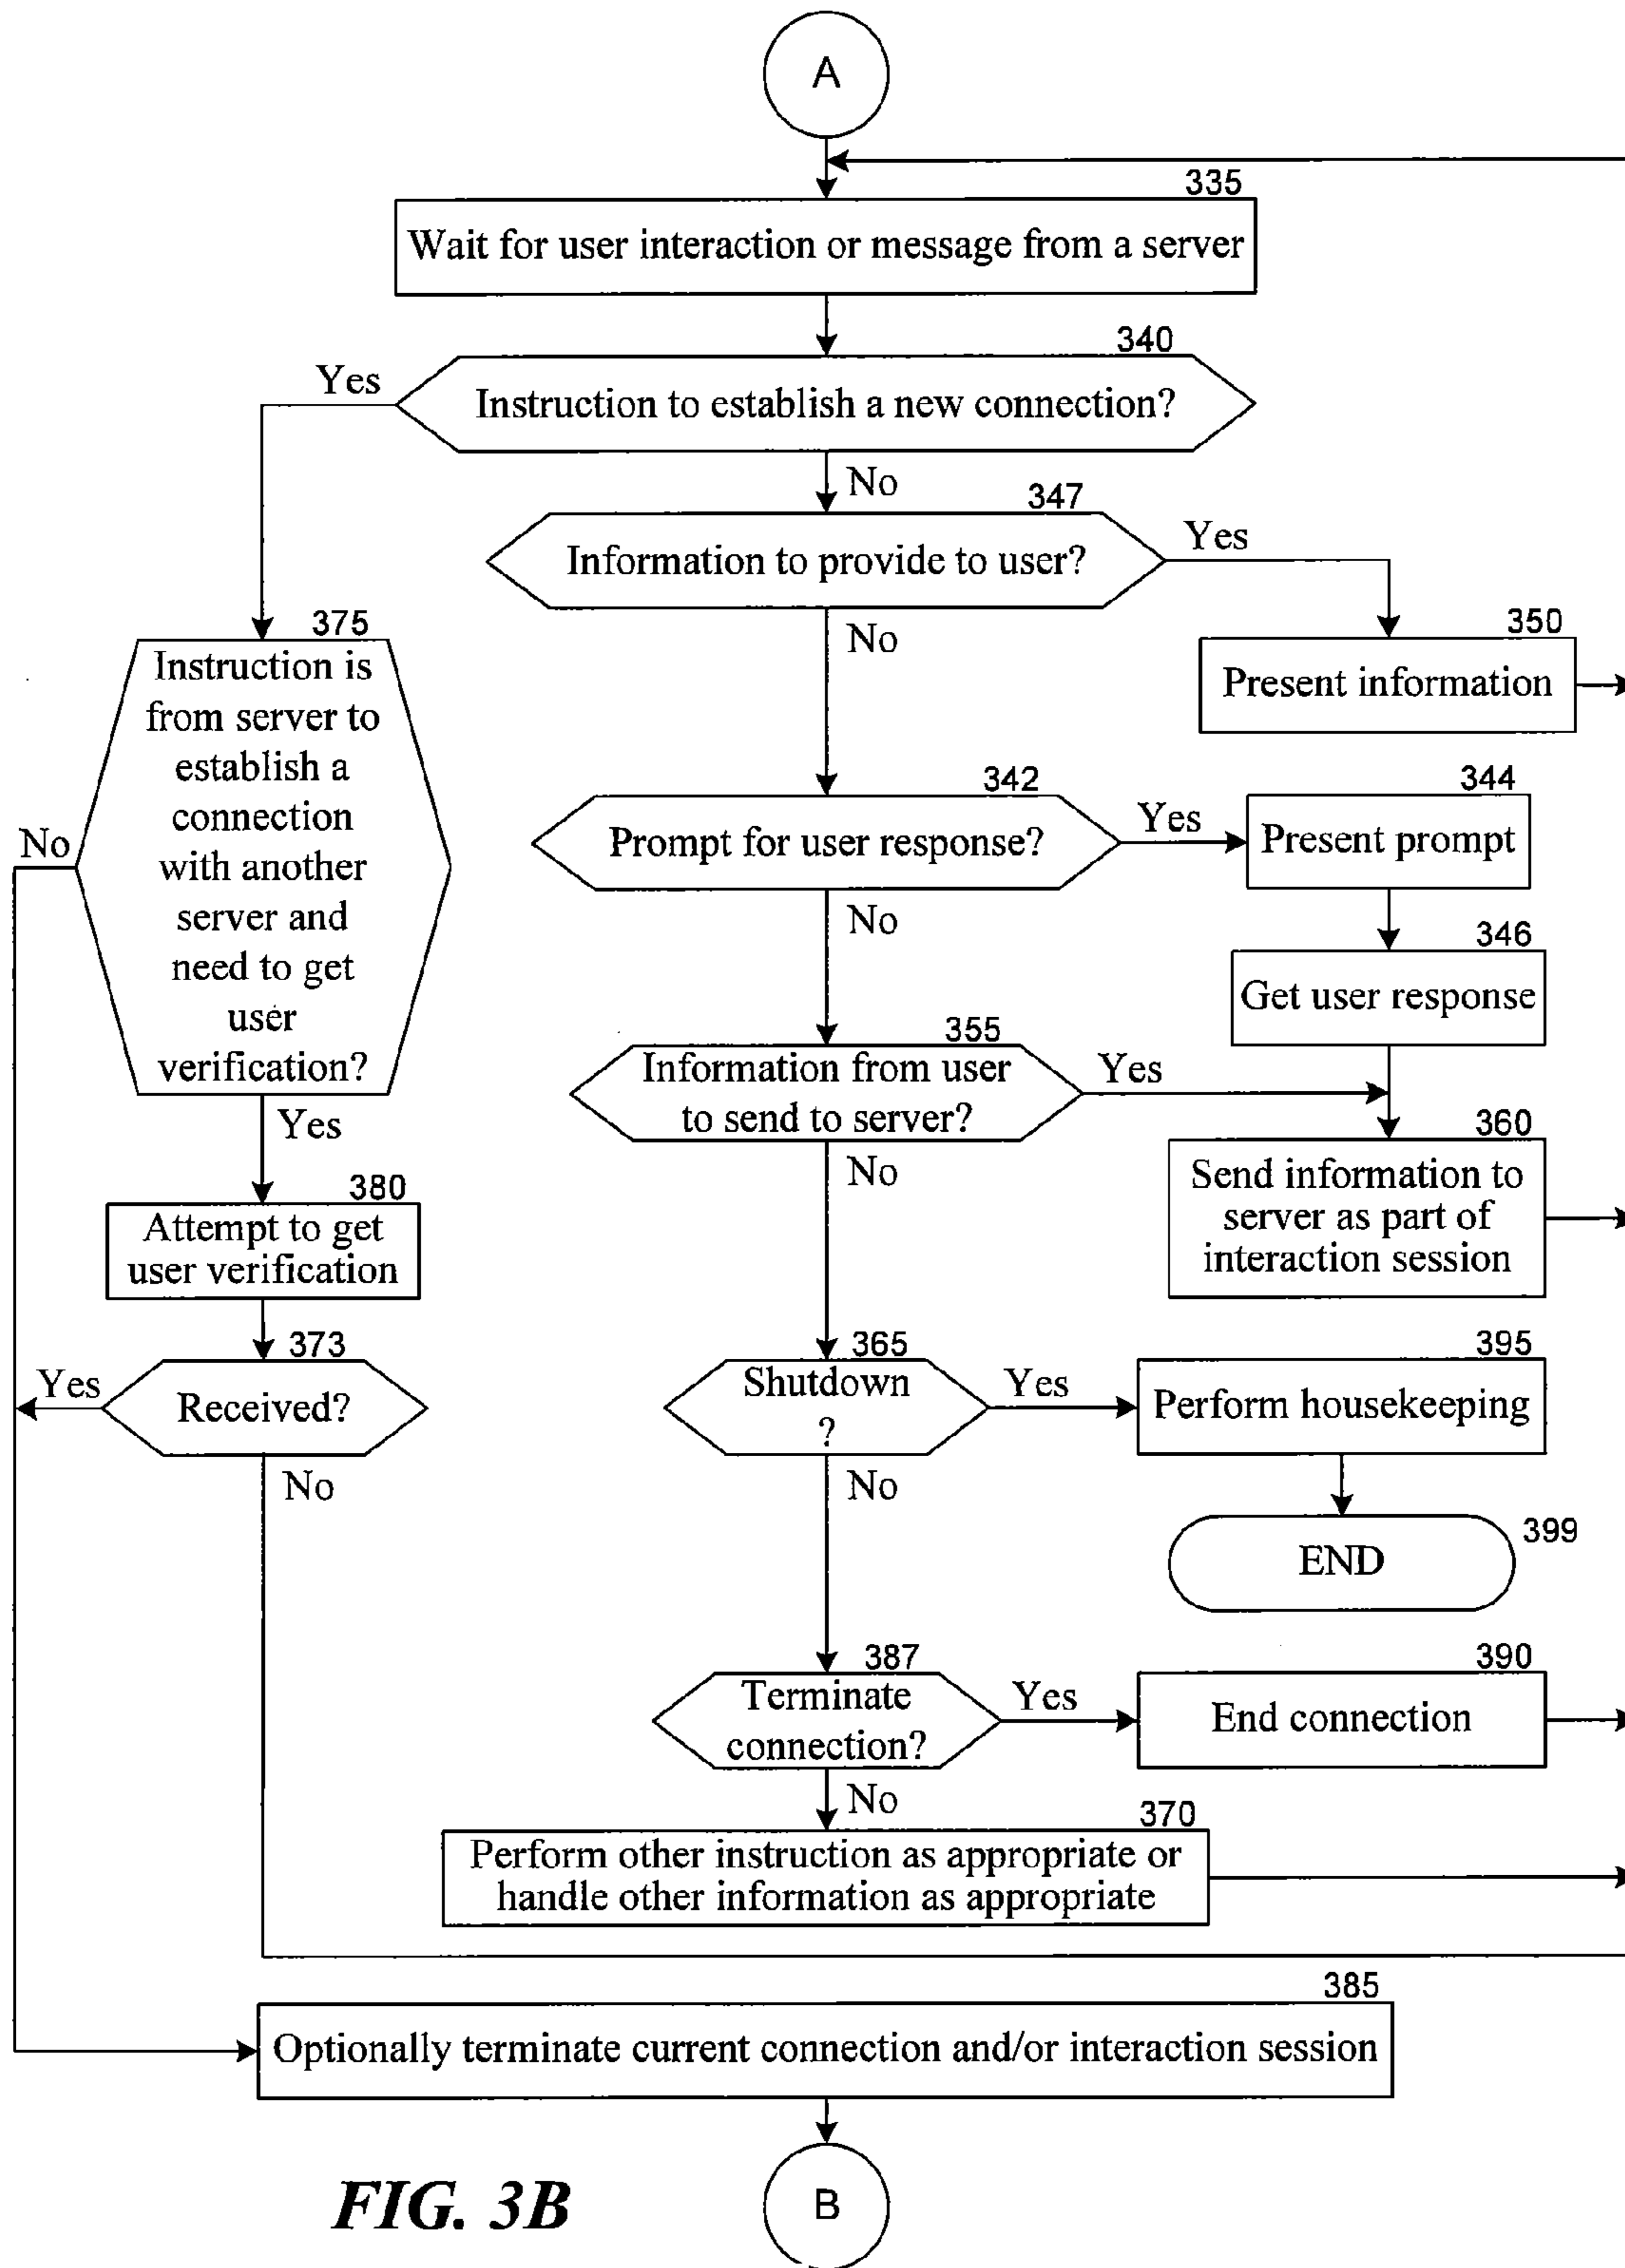 A
335
Wait for user interaction or message from a server
340
Yes
Instruction to establish a new connection?
No
347
Information to provide to user?
Yes
No
350
Present information
375
Instruction is
from server to
establish a
connection
with another
server and
need to get
user
verification?
No
Yes
342
Prompt for user response?
Yes
No
344
Present prompt
346
Get user response
355
Information from user
to send to server?
Yes
No
360
Send information to
server as part of
interaction session
380
Attempt to get
user verification
373
Received?
Yes
No
365
Shutdown
?
Yes
No
395
Perform housekeeping
399
END
387
Terminate
connection?
Yes
No
390
End connection
370
Perform other instruction as appropriate or
handle other information as appropriate
385
Optionally terminate current connection and/or interaction session
B
FIG. 3B